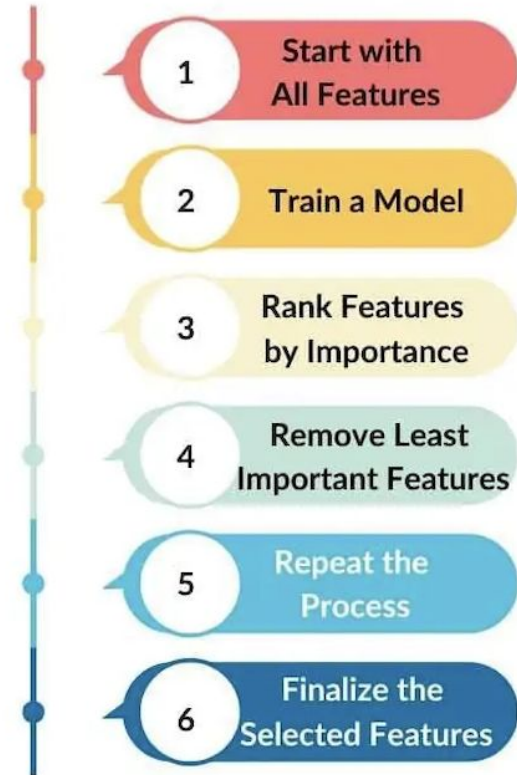 1
Start with
All Features
2
Train a Model
3
Rank Features
by Importance
4
Remove Least
Important Features
5
Repeat the
Process
6
Finalize the
Selected Features